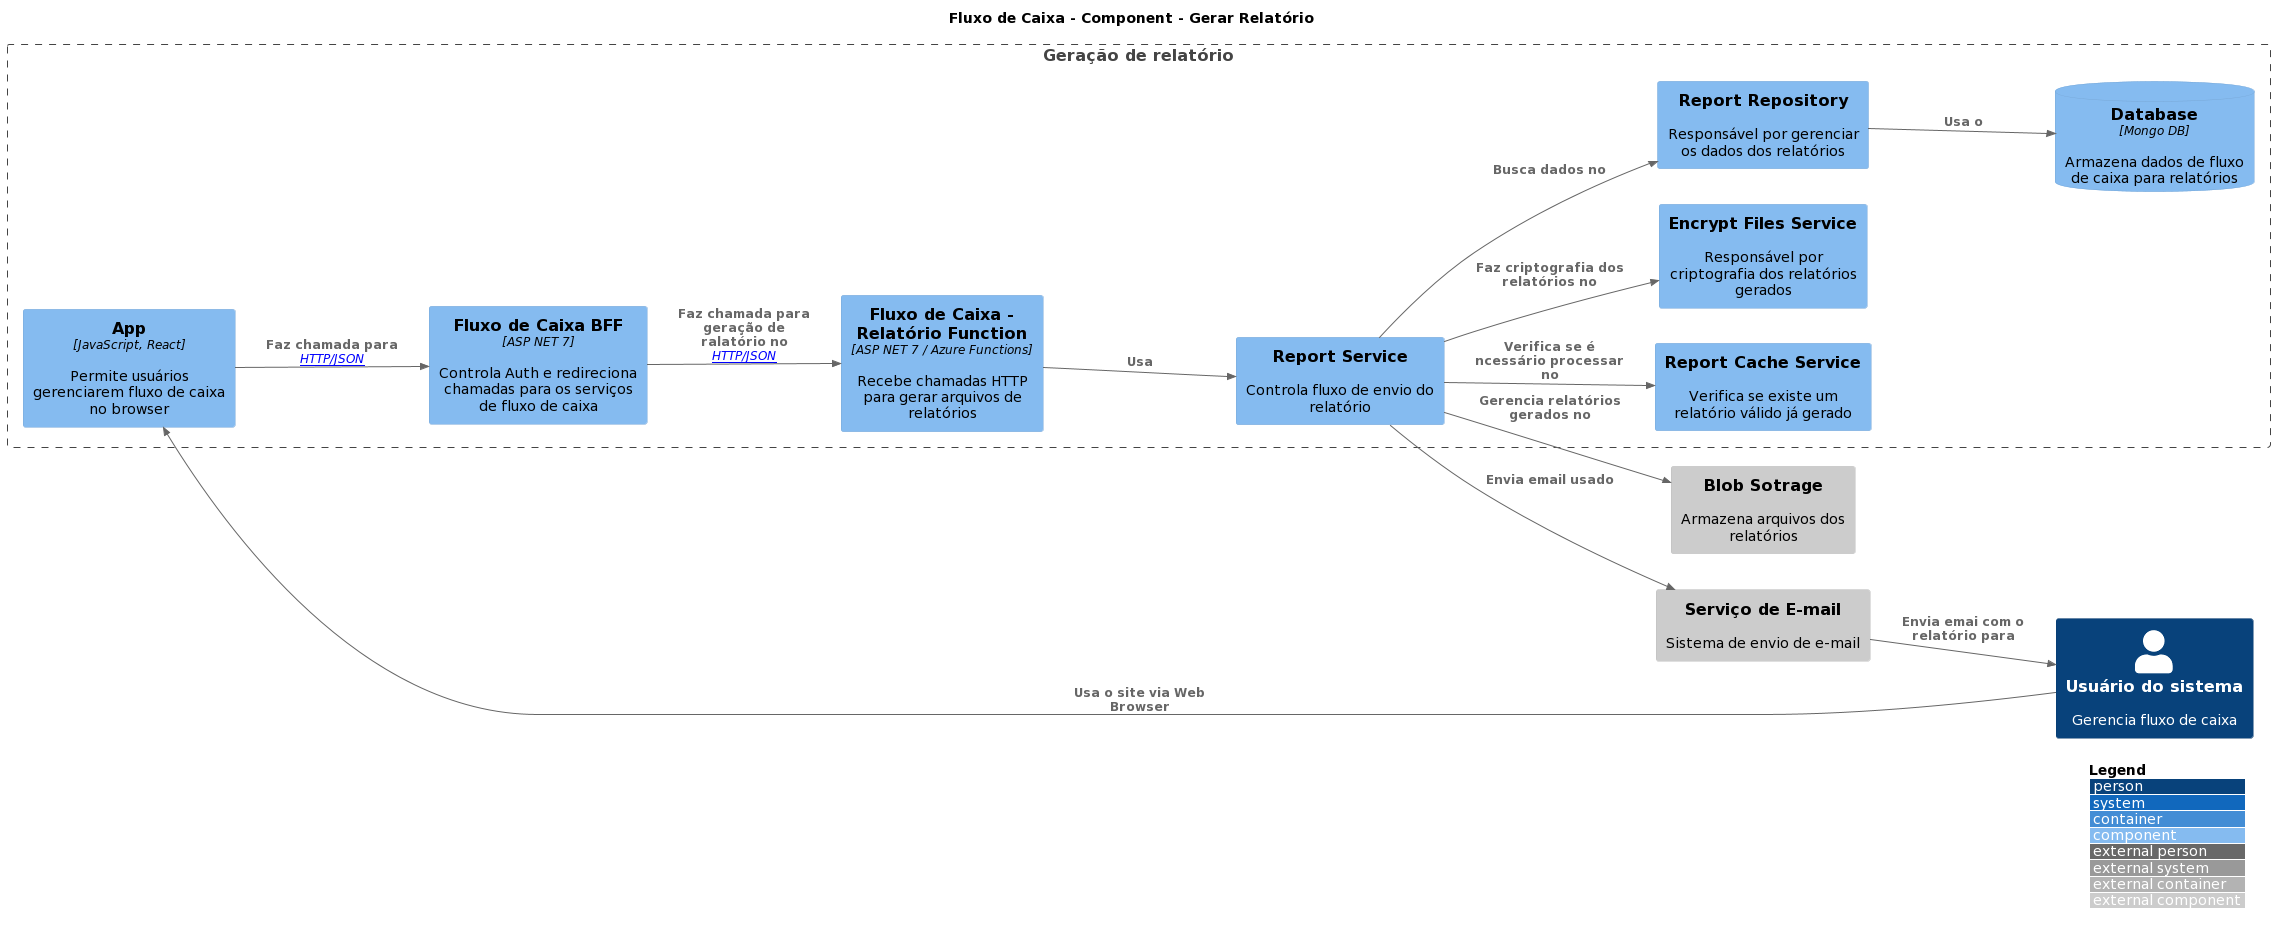 Fluxo de Caixa - Component - Gerar Relatório
Geração de relatório
App
[JavaScript, React]
Permite usuários
gerenciarem fluxo de caixa
no browser
Faz chamada para
HTTP/JSON
Fluxo de Caixa BFF
[ASP NET 7]
Controla Auth e redireciona
chamadas para os serviços
de fluxo de caixa
Faz chamada para
geração de
ralatório no
HTTP/JSON
Fluxo de Caixa -
Relatório Function
[ASP NET 7 / Azure Functions]
Recebe chamadas HTTP
para gerar arquivos de
relatórios
Usa
Report Service
Controla fluxo de envio do
relatório
Busca dados no
Report Repository
Responsável por gerenciar
os dados dos relatórios
Usa o
Database
[Mongo DB]
Armazena dados de fluxo
de caixa para relatórios
Faz criptografia dos
relatórios no
Encrypt Files Service
Responsável por
criptografia dos relatórios
gerados
Verifica se é
ncessário processar
no
Report Cache Service
Verifica se existe um
relatório válido já gerado
Gerencia relatórios
gerados no
Blob Sotrage
Armazena arquivos dos
relatórios
Envia email usado
Serviço de E-mail
Sistema de envio de e-mail
Envia emai com o
relatório para
Usuário do sistema
Gerencia fluxo de caixa
Usa o site via Web
Browser
Legend
person
system
container
component
external person
external system
external container
external component